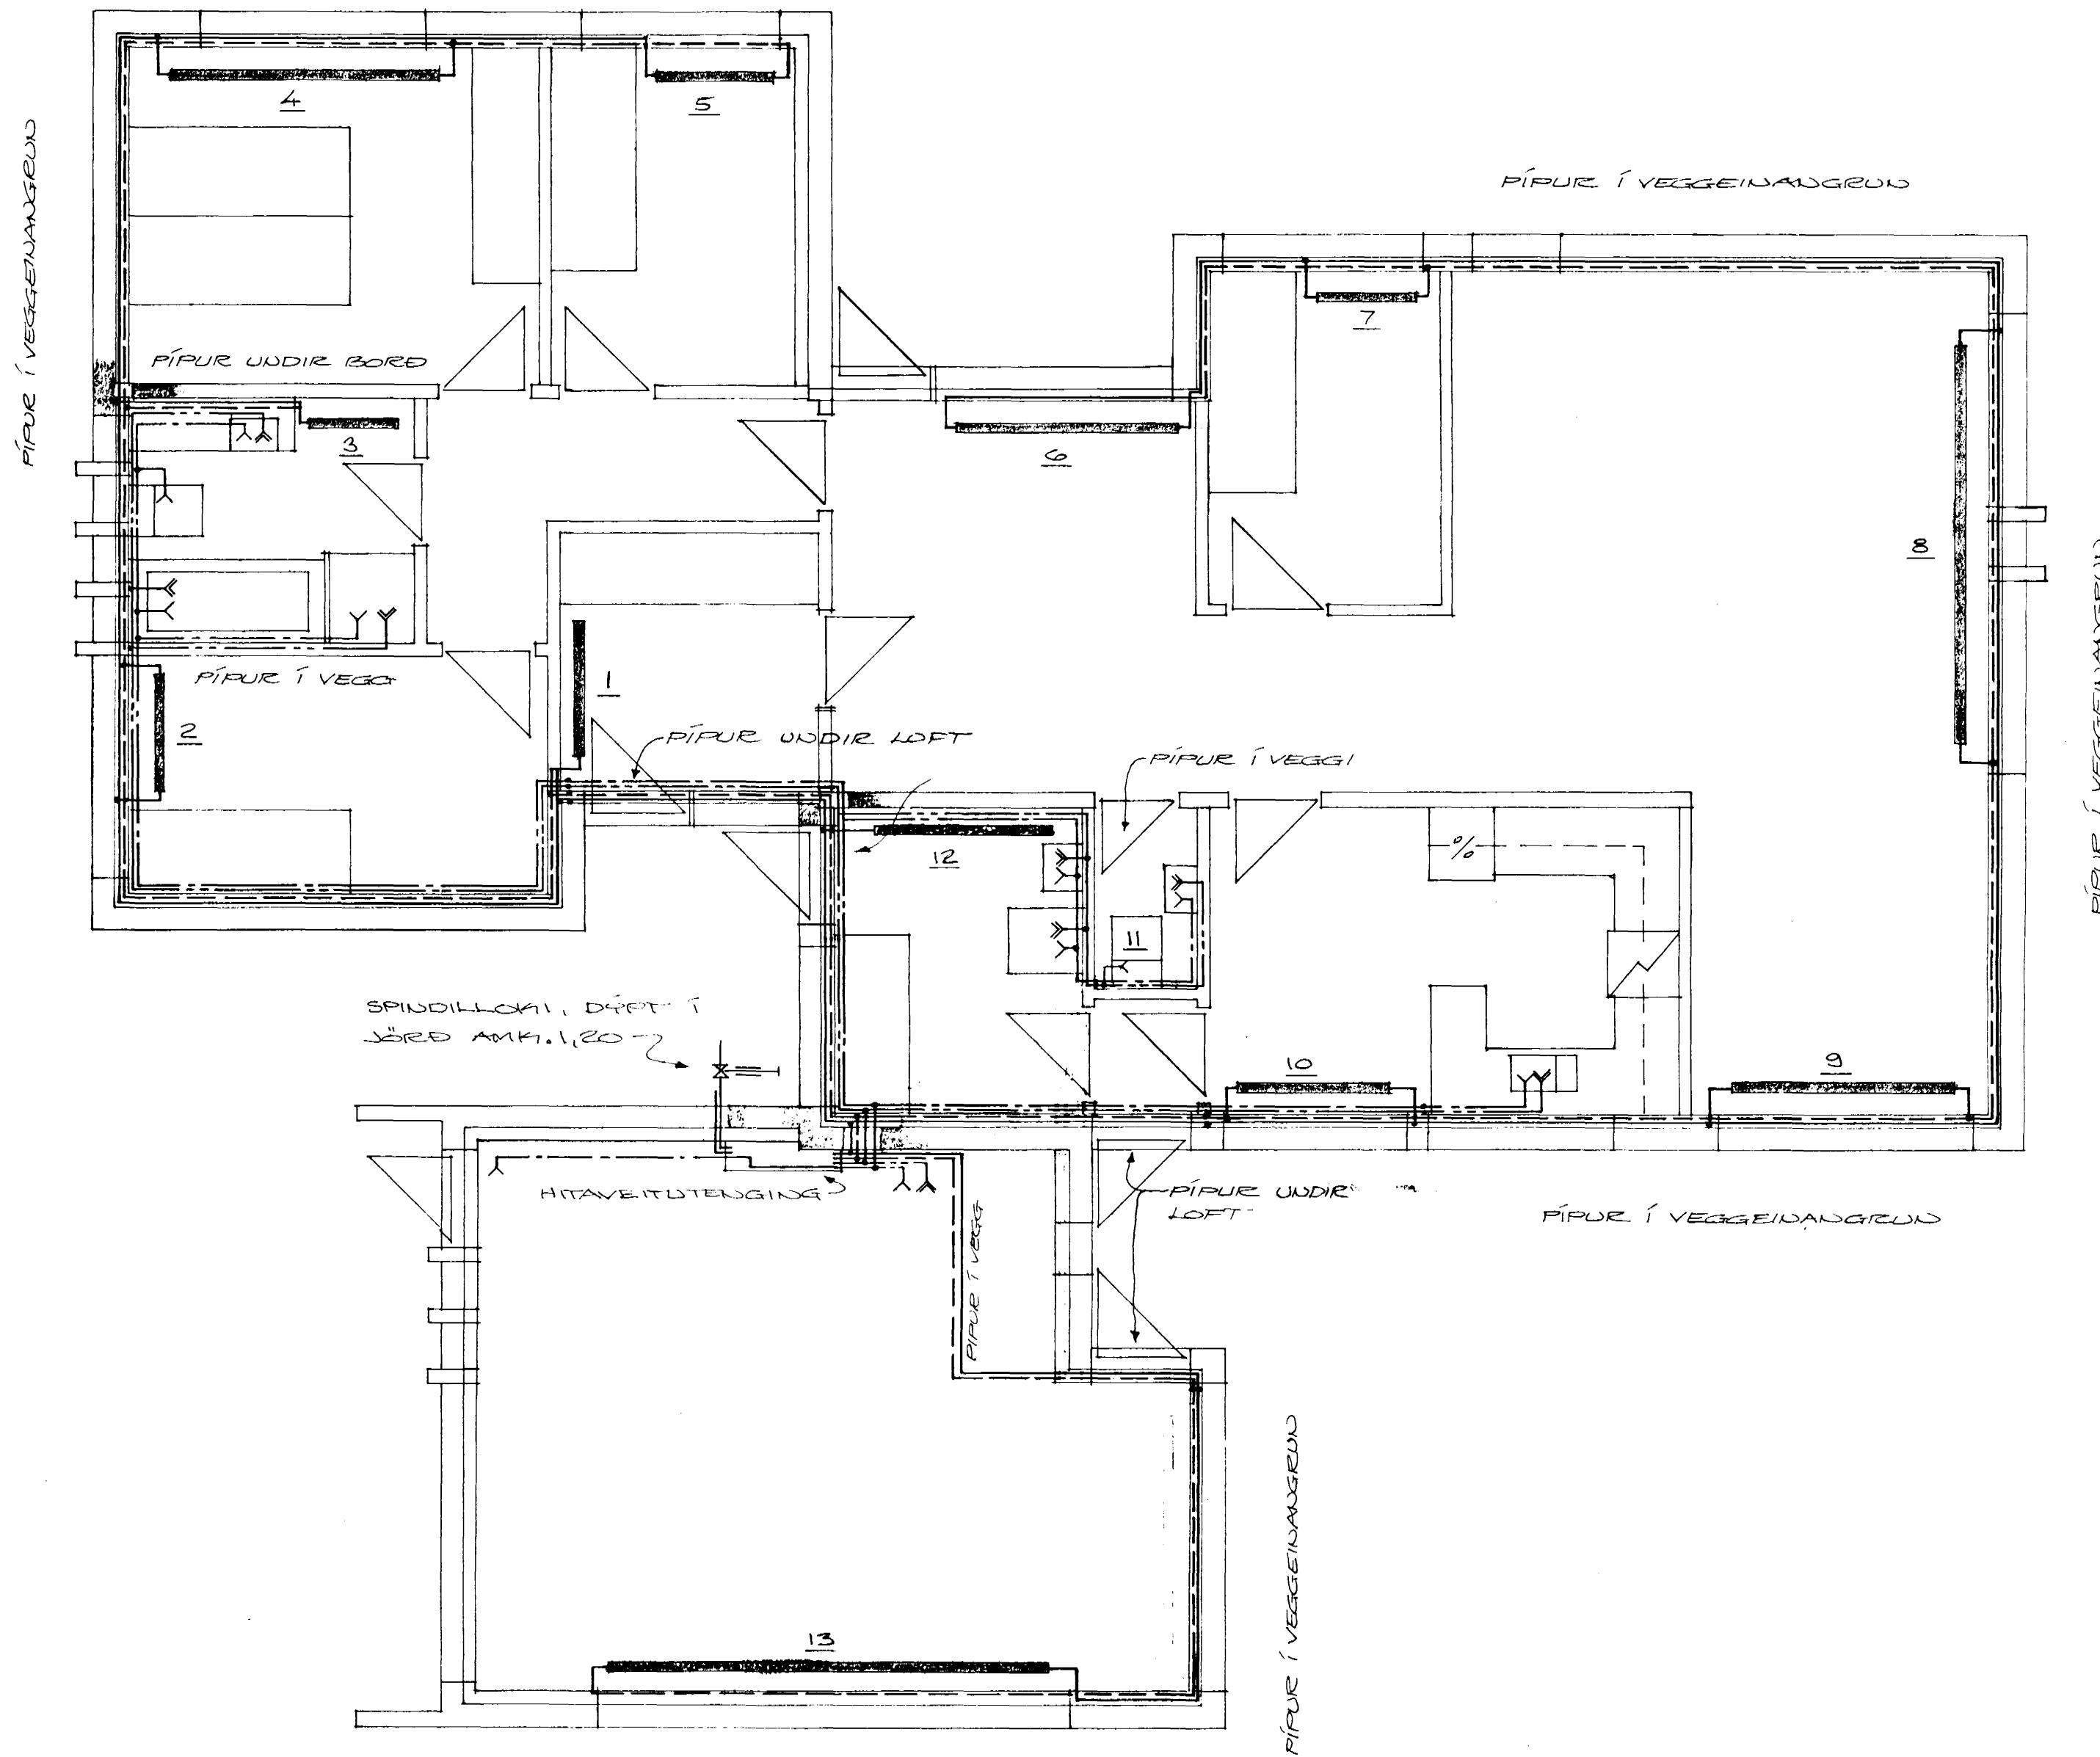 4
5
PÍPUR Í VEGGEINANGRUN
PÍPUR Í VEGGEINANGRUN
7
PÍPUR UNDIR BORÐ
3
6
8
PÍPUR Í VEGGEINANGRUN
PÍPUR Í VEGG
1
2
PÍPUR UNDIR LOFT
PÍPUR Í VEGGI
12
%
11
SPINDILLOKI, DÝPT Í
JÖRÐ AMK. 1,20
10
9
HITAVEITUTENGING
PÍPUR UNDIR
LOFT
PÍPUR Í VEGGEINANGRUN
PÍPUR Í VEGG
PÍPUR Í VEGGEINANGRUN
13